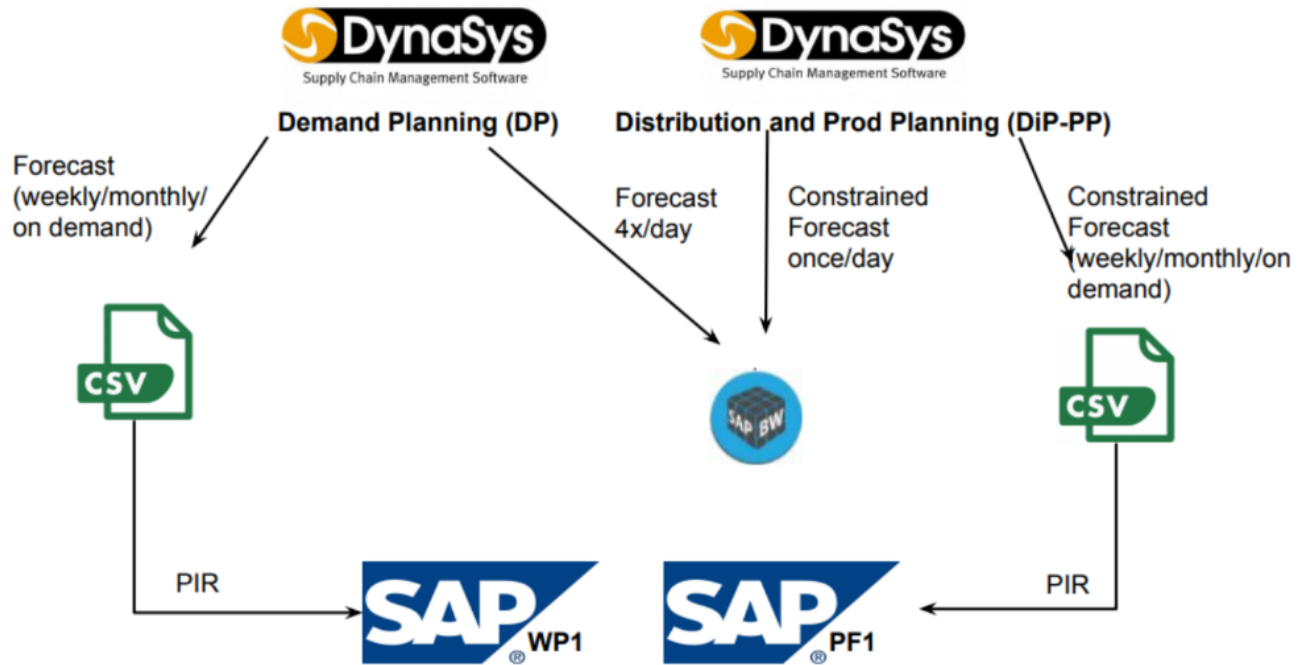 DynaSys
Supply Chain Management Software
DynaSys
Supply Chain Management Software
Demand Planning (DP)
Distribution and Prod Planning (DiP-PP)
Forecast
(weekly/monthly/
on demand)
Forecast
4x/day
Constrained
Forecast
once/day
Constrained
Forecast
(weekly/monthly/on
demand)
CSV
SAP BW
CSV
PIR
SAP
®
WP1
SAP
®
PF1
PIR